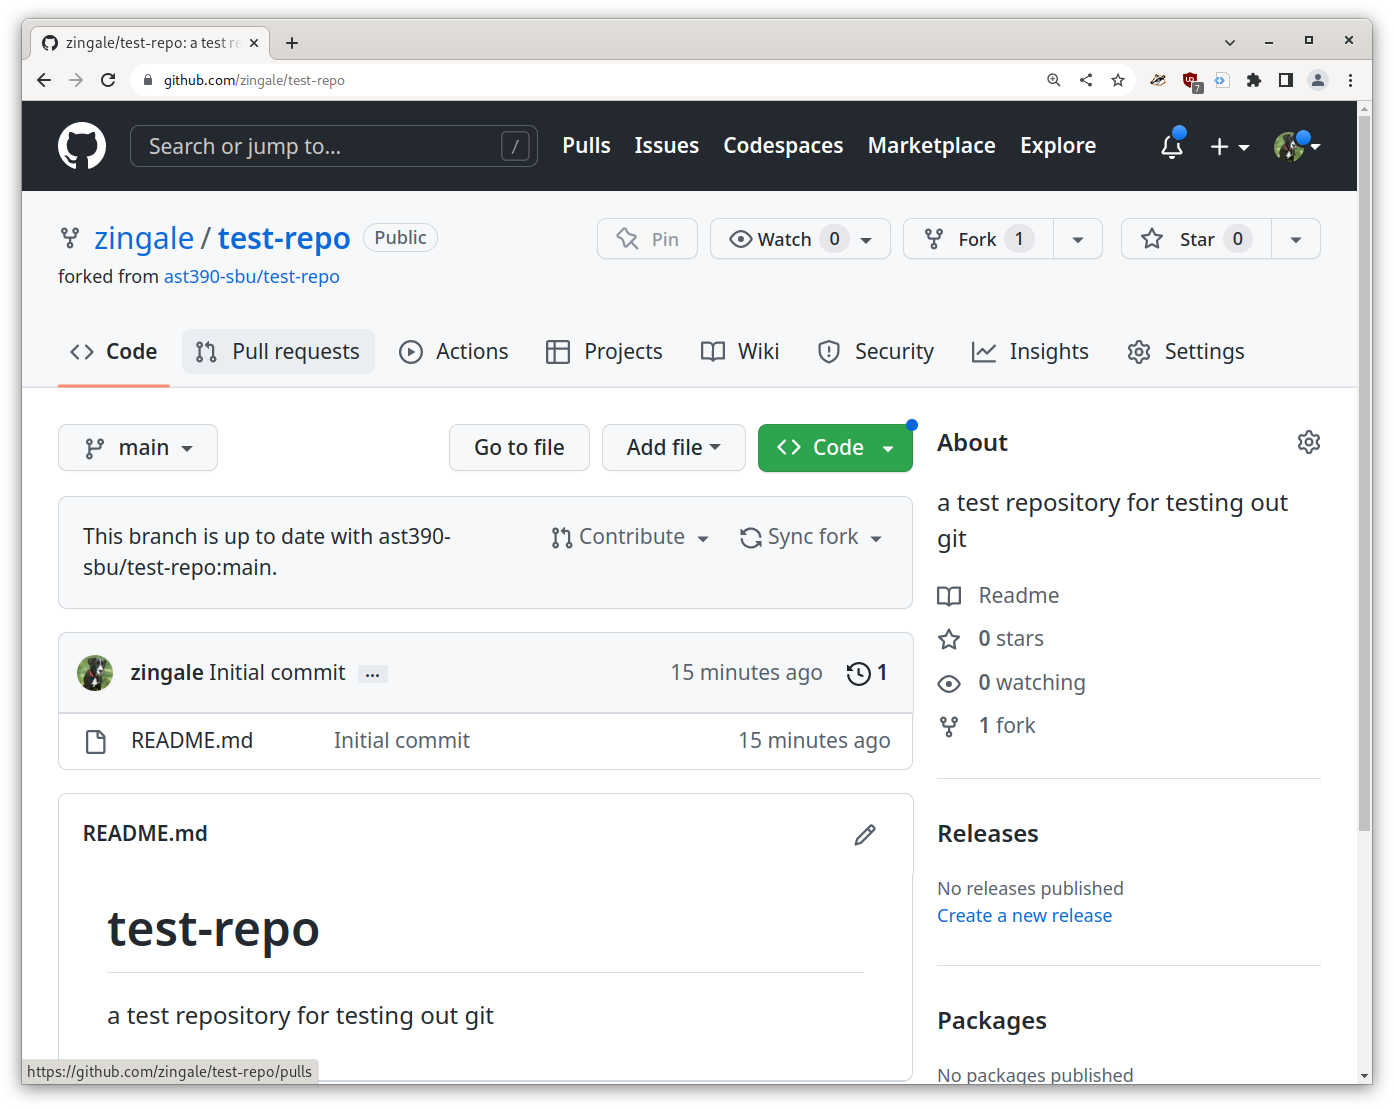 zingale/test-repo: a test re
github.com/zingale/test-repo
7
Search or jump to...
/
Pulls
Issues
Codespaces
Marketplace
Explore
zingale / test-repo
Public
Pin
Watch 0
Fork 1
Star 0
forked from ast390-sbu/test-repo
Code
Pull requests
Actions
Projects
Wiki
Security
Insights
Settings
main
Go to file
Add file
Code
This branch is up to date with ast390-
sbu/test-repo:main.
Contribute
Sync fork
zingale Initial commit ...
15 minutes ago
1
README.md
Initial commit
15 minutes ago
README.md
test-repo
a test repository for testing out git
About
a test repository for testing out
git
Readme
0 stars
0 watching
1 fork
Releases
No releases published
Create a new release
Packages
No packages published
https://github.com/zingale/test-repo/pulls